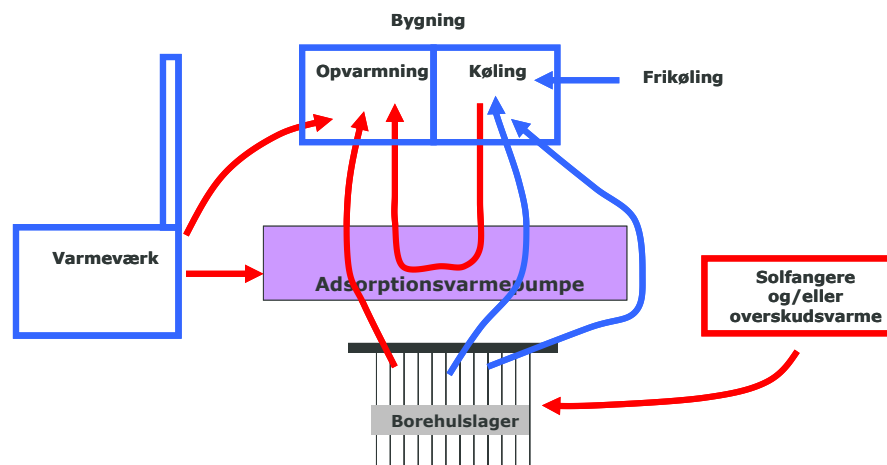 Bygning
Opvarmning
Køling
Frikøling
Varmeværk
Adsorptionsvarmepumpe
Solfangere
og/eller
overskudsvarme
Borehulslager